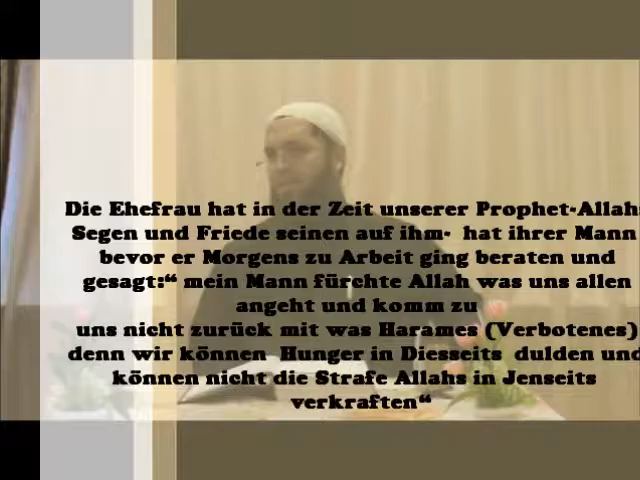 Die Ehefrau hat in der Zeit unserer Prophet-Allahs
Segen und Friede seinen auf ihm- hat ihrer Mann
bevor er Morgens zu Arbeit ging beraten und
gesagt:“ mein Mann fürchte Allah was uns allen
angeht und komm zu
uns nicht zurück mit was Harames (Verbotenes)
denn wir können Hunger in Diesseits dulden und
können nicht die Strafe Allahs in Jenseits
verkraften“